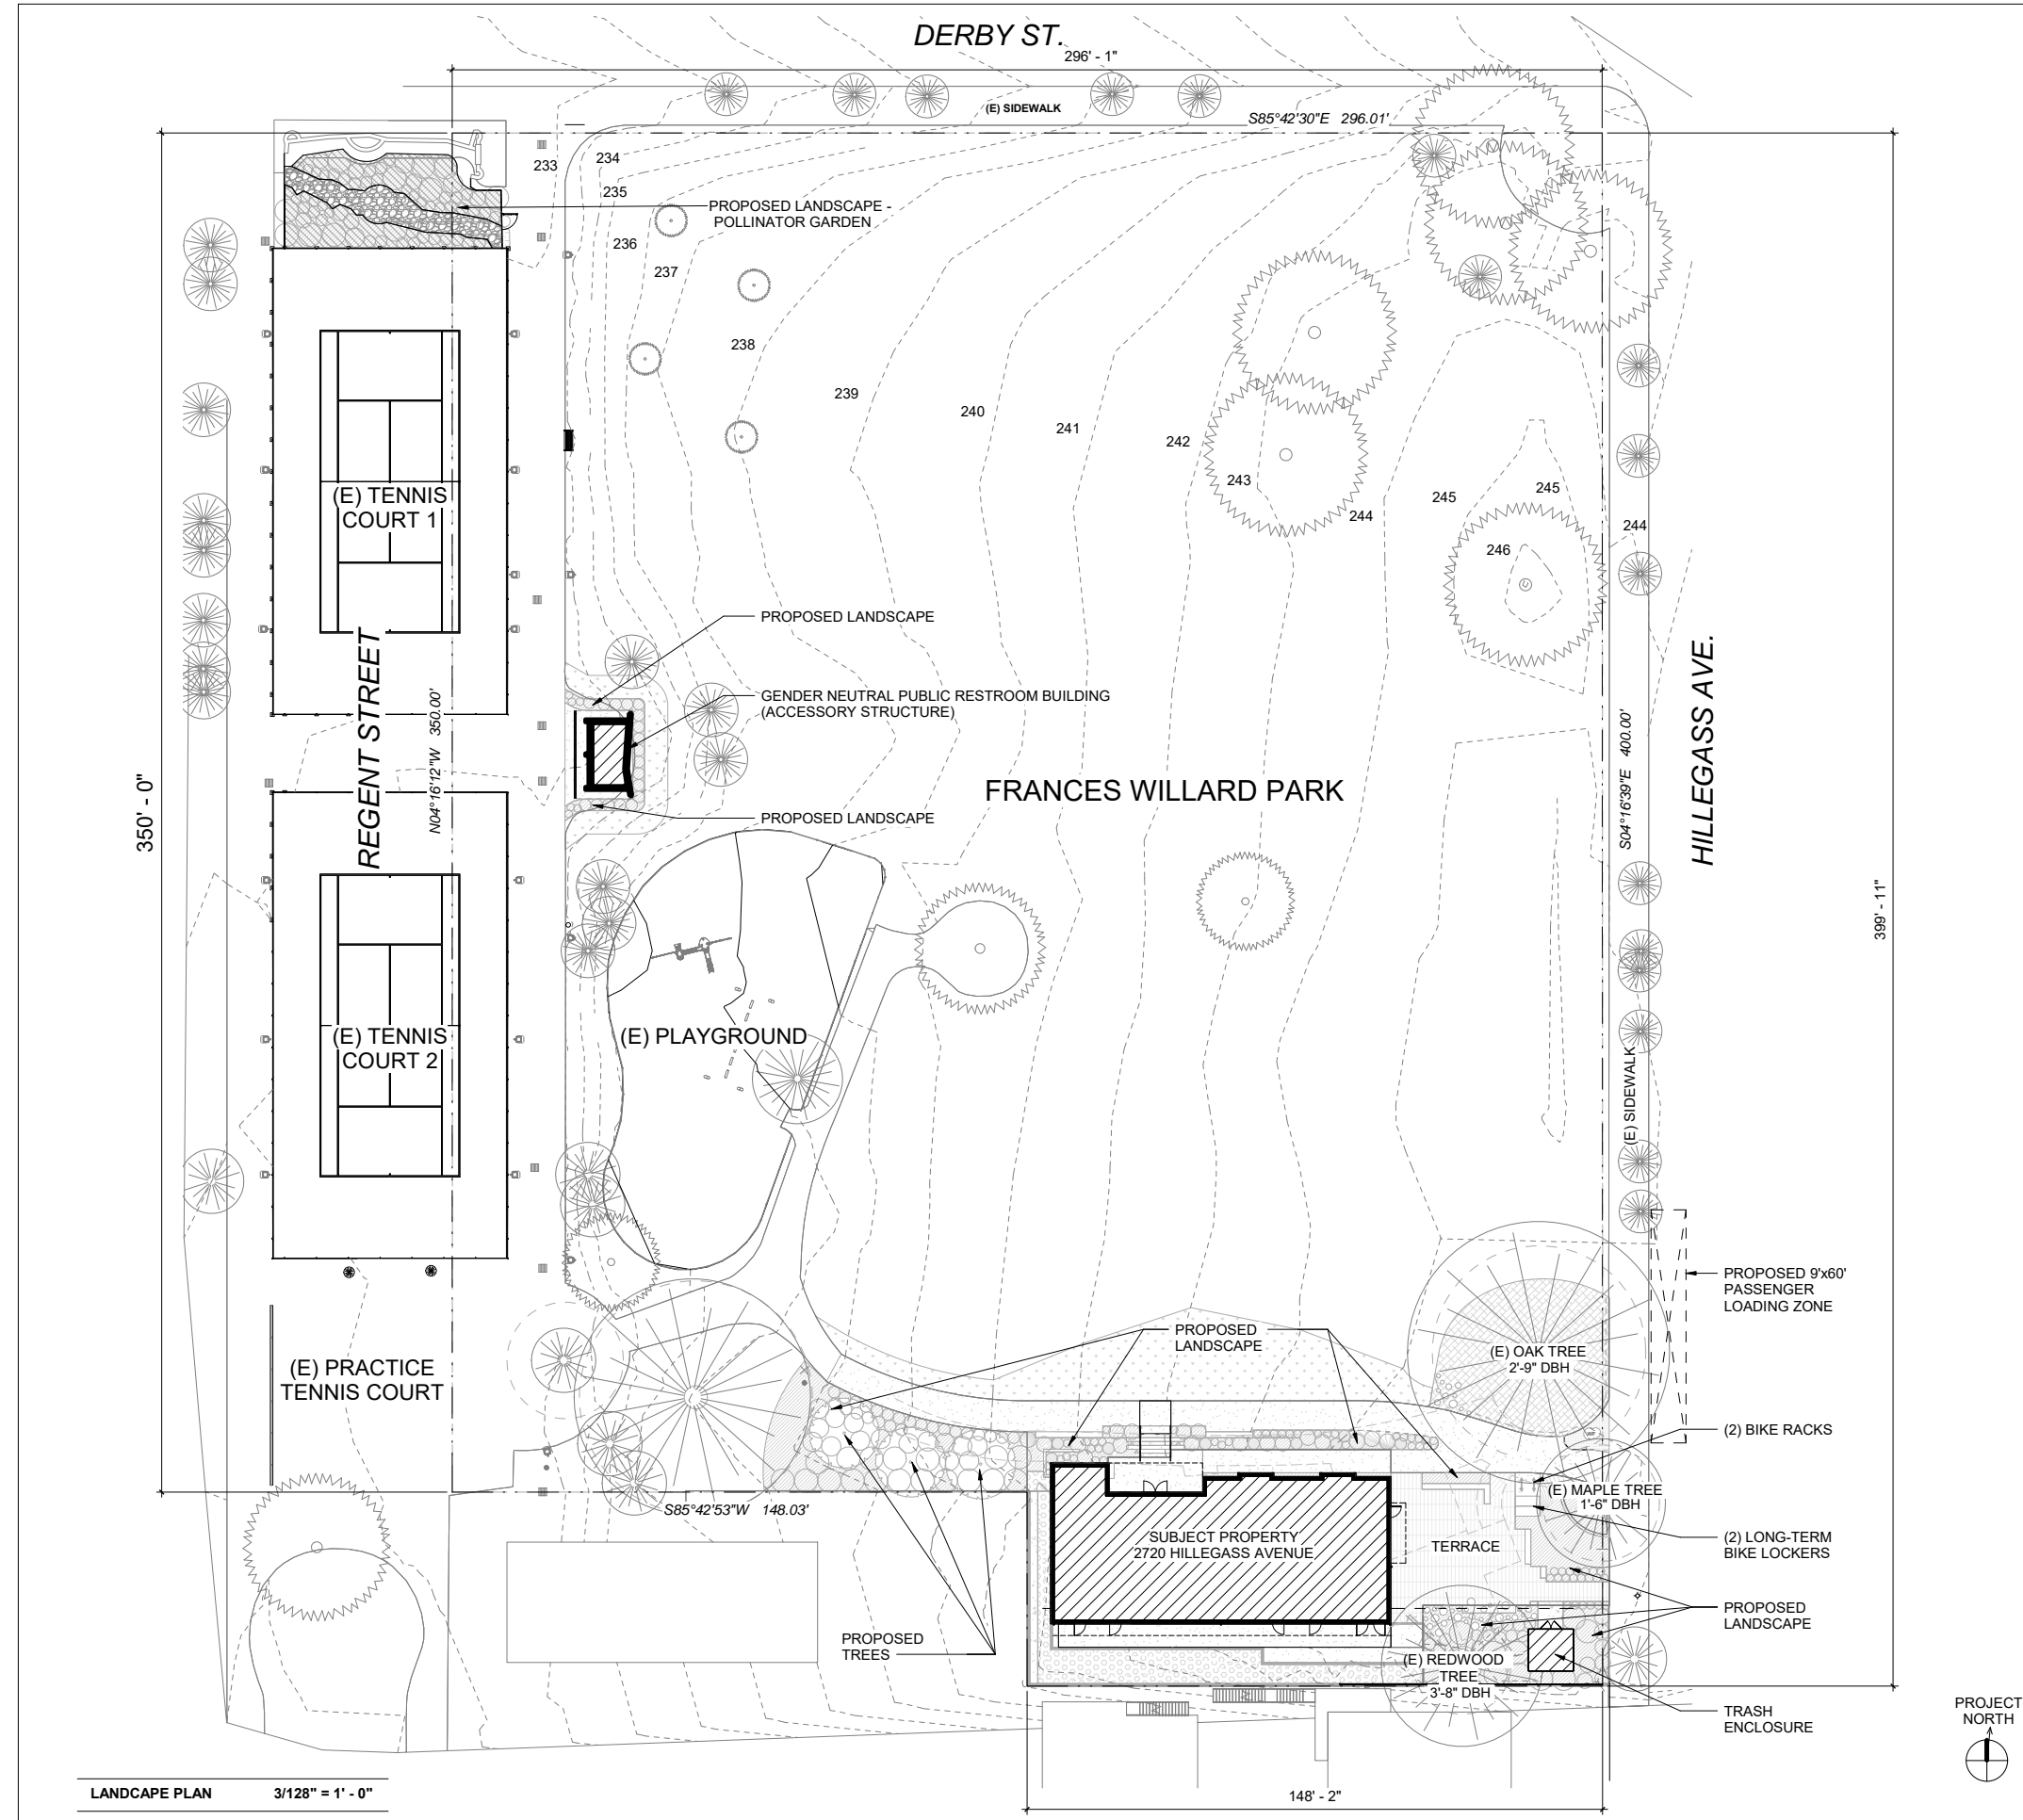 DERBY ST.
296' - 1"
(E) SIDEWALK
S85°42'30"E 296.01'
233
234
235
236
237
238
239
240
241
242
243
244
245
245
244
246
PROPOSED LANDSCAPE -
POLLINATOR GARDEN
(E) TENNIS
COURT 1
REGENT STREET
N04°16'12"W 350.00'
350' - 0"
PROPOSED LANDSCAPE
GENDER NEUTRAL PUBLIC RESTROOM BUILDING
(ACCESSORY STRUCTURE)
PROPOSED LANDSCAPE
FRANCES WILLARD PARK
S04°16'39"E 400.00'
HILLEGASS AVE.
399' - 11"
(E) TENNIS
COURT 2
(E) PLAYGROUND
(E) SIDEWALK
PROPOSED 9'x60'
PASSENGER
LOADING ZONE
PROPOSED
LANDSCAPE
(E) OAK TREE
2'-9" DBH
(E) PRACTICE
TENNIS COURT
(2) BIKE RACKS
(E) MAPLE TREE
1'-6" DBH
S85°42'53"W 148.03'
SUBJECT PROPERTY
2720 HILLEGASS AVENUE
TERRACE
(2) LONG-TERM
BIKE LOCKERS
PROPOSED
LANDSCAPE
PROPOSED
TREES
(E) REDWOOD
TREE
3'-8" DBH
TRASH
ENCLOSURE
PROJECT
NORTH
148' - 2"
LANDCAPE PLAN 3/128" = 1' - 0"